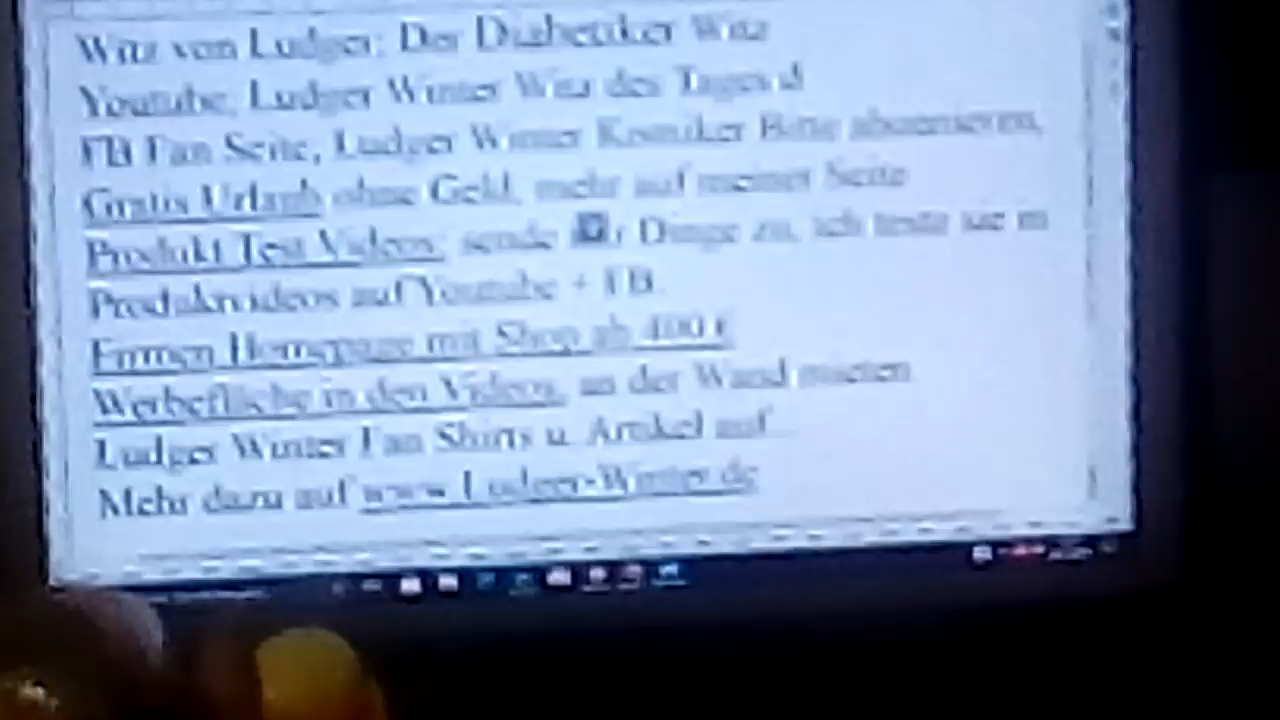 Witz von Ludger: Der Diabetiker Witz
Youtube, Ludger Winter Witz des Tages
FB Fan Seite, Ludger Winter Komiker Bitte abonnieren,
Gratis Urlaub ohne Geld, mehr auf meiner Seite
Produkt Test Videos, sende Dinge zu, ich teste sie
Produktvideos auf Youtube + FB.
Firmen Homepage mit Shop ab 400 €
Werbefläche in den Videos, an der Wand mieten
Ludger Winter Fan Shirts u. Artikel auf
Mehr dazu auf www.Ludger-Winter.de